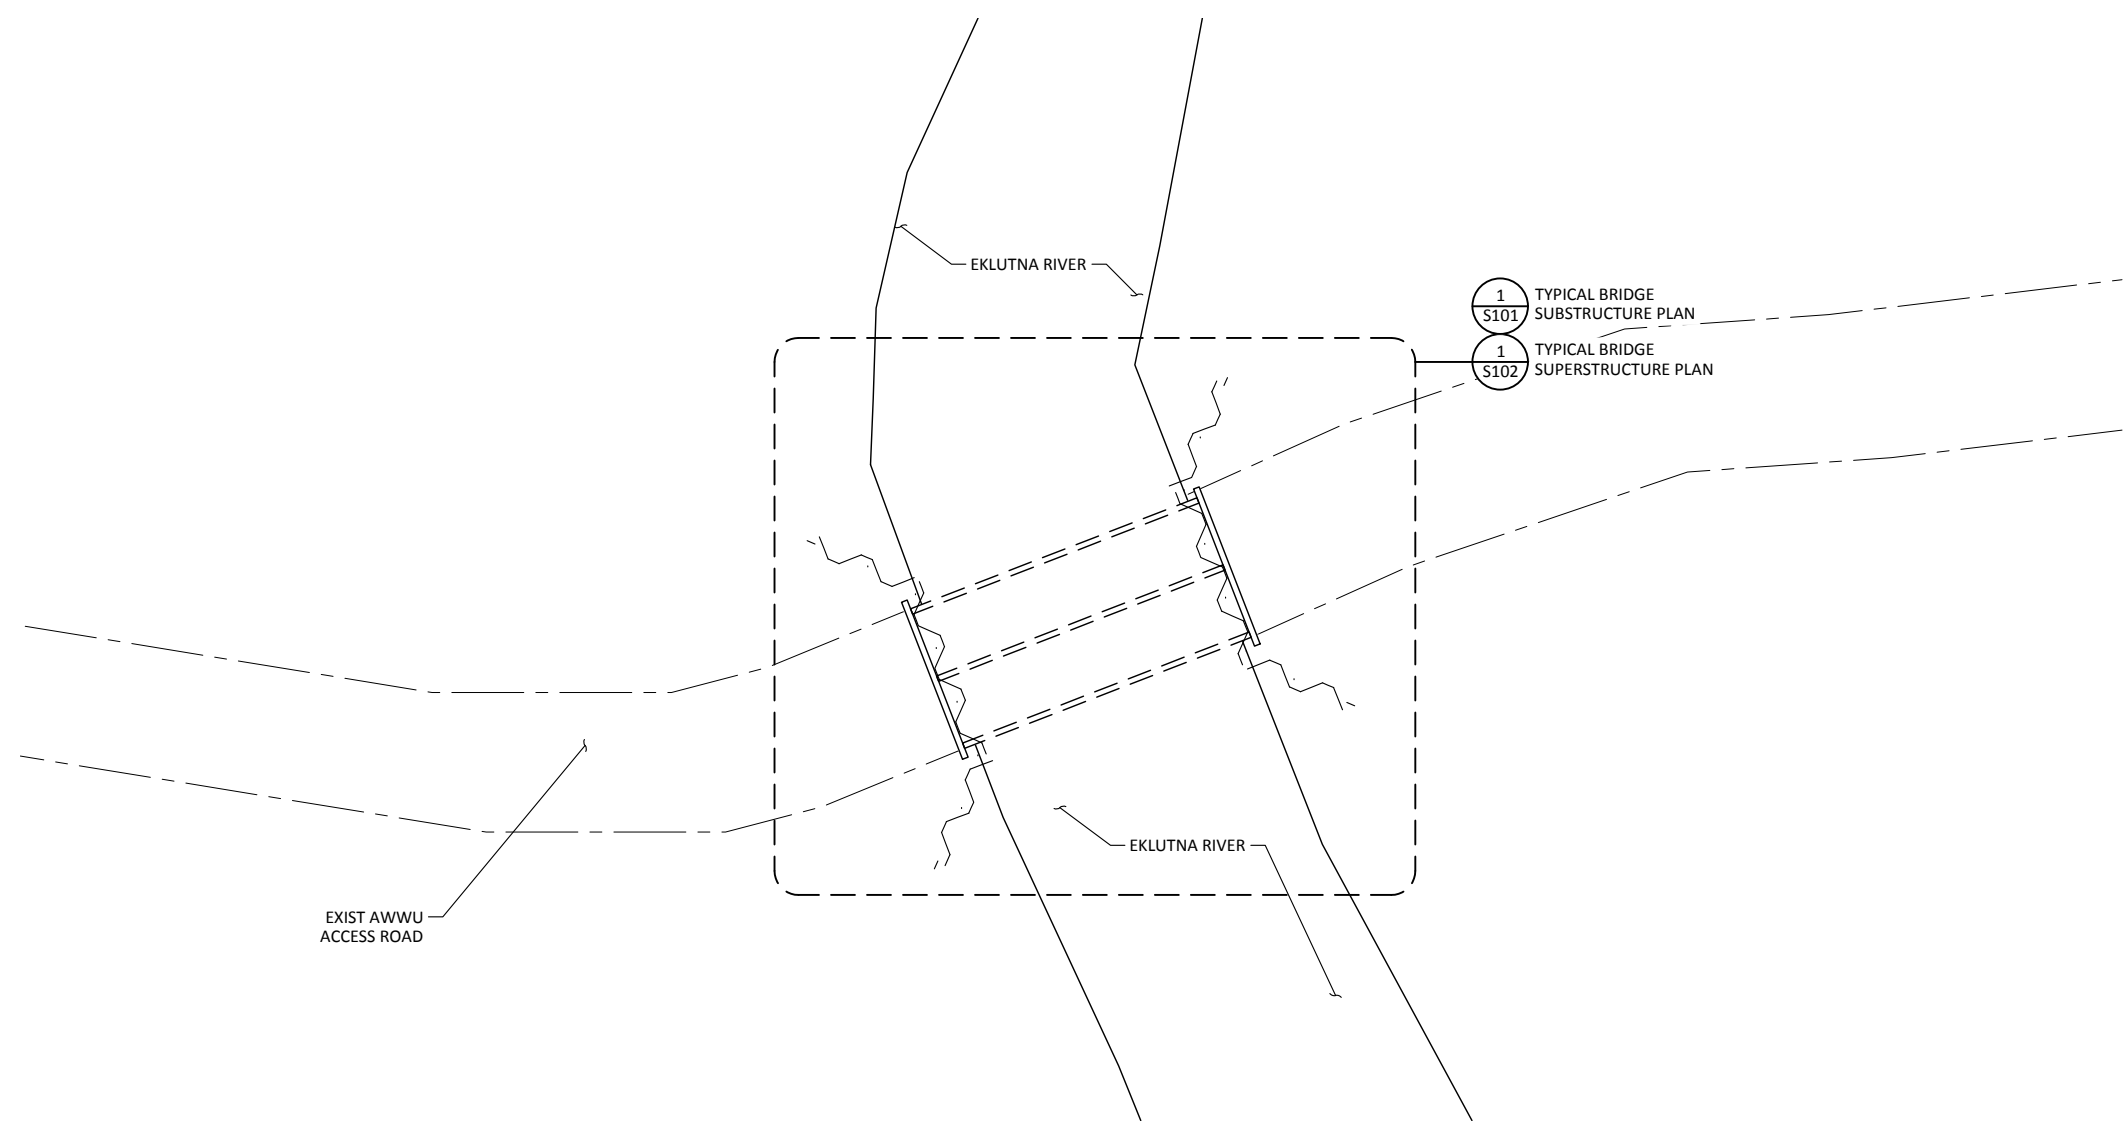 EKLUTNA RIVER
1
S101
TYPICAL BRIDGE
SUBSTRUCTURE PLAN
1
S102
TYPICAL BRIDGE
SUPERSTRUCTURE PLAN
EKLUTNA RIVER
EXIST AWWU
ACCESS ROAD